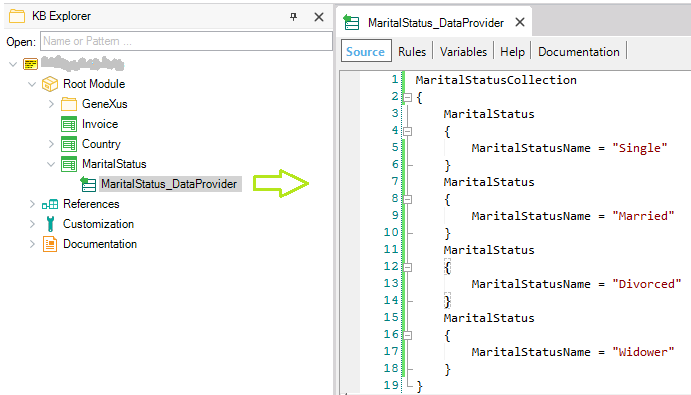 KB Explorer
Open: Name or Pattern ...
Root Module
GeneXus
Invoice
Country
MaritalStatus
MaritalStatus_DataProvider
References
Customization
Documentation
MaritalStatus_DataProvider
Source Rules Variables Help Documentation
1 MaritalStatusCollection
2 {
3 MaritalStatus
4 {
5 MaritalStatusName = "Single"
6 }
7 MaritalStatus
8 {
9 MaritalStatusName = "Married"
10 }
11 MaritalStatus
12 {
13 MaritalStatusName = "Divorced"
14 }
15 MaritalStatus
16 {
17 MaritalStatusName = "Widower"
18 }
19 }